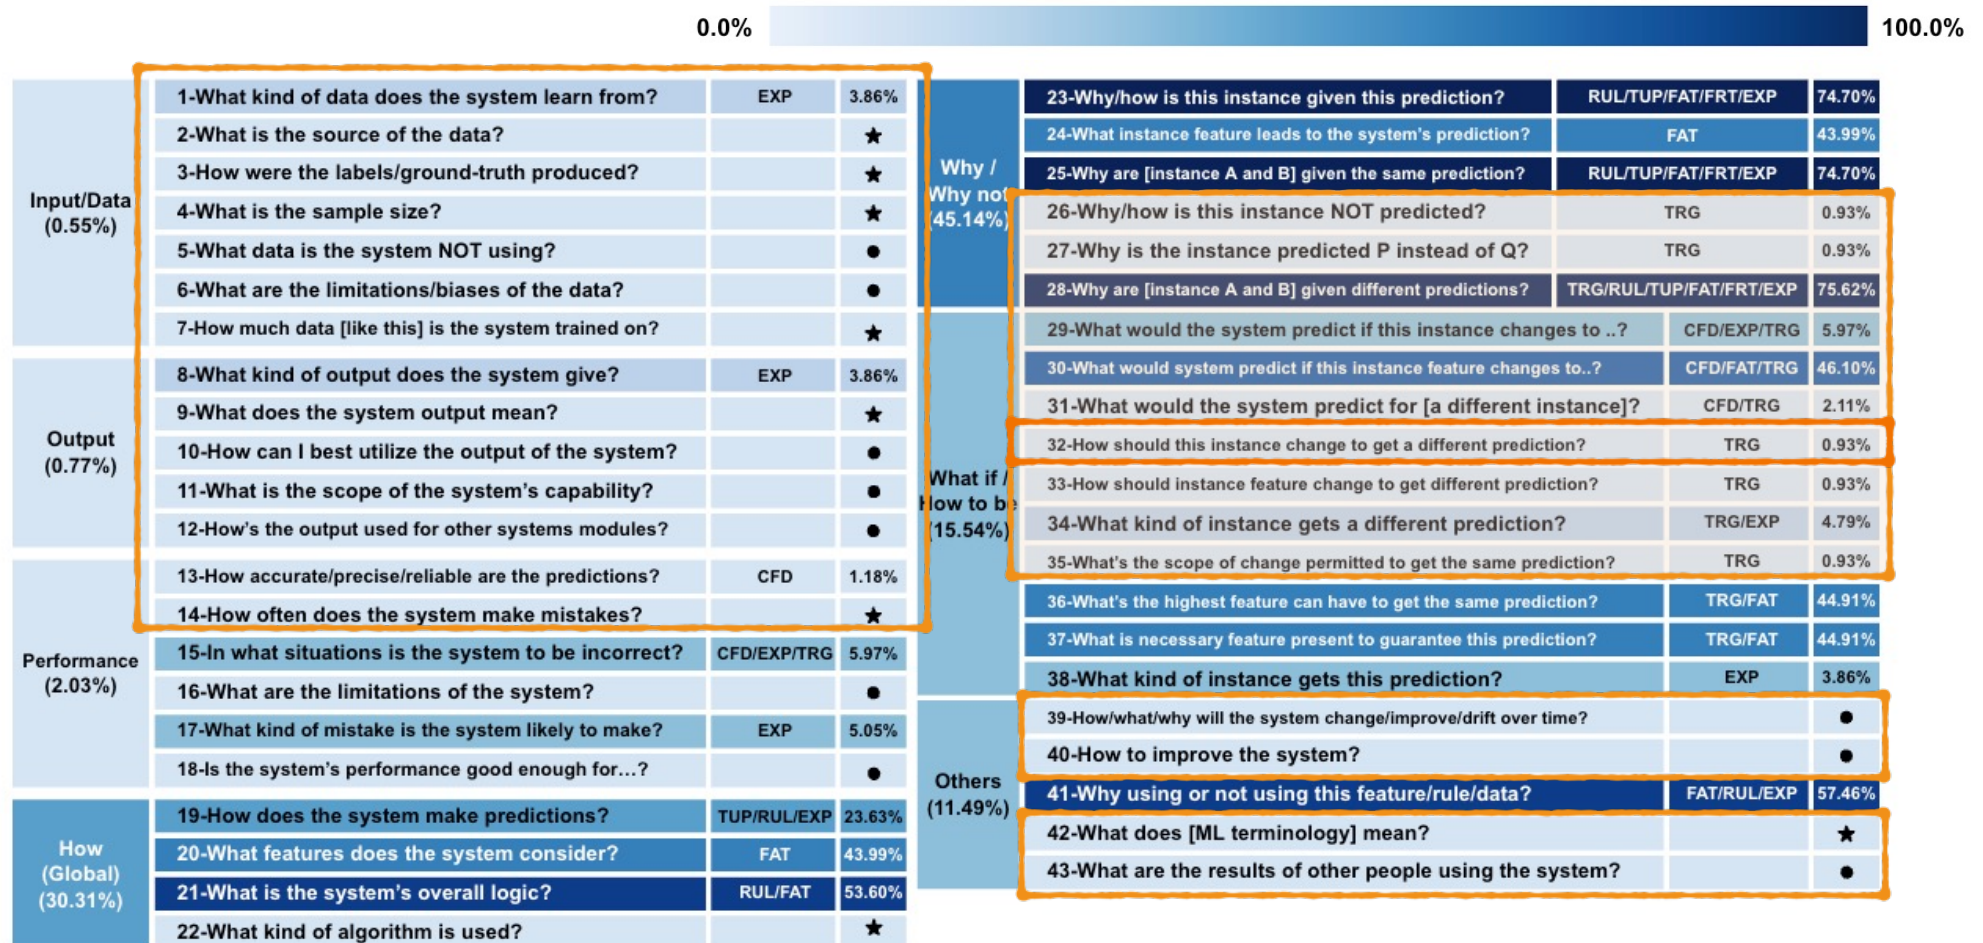 0.0% 100.0%
Input/Data
(0.55%)
1-What kind of data does the system learn from? EXP 3.86%
2-What is the source of the data? ★
3-How were the labels/ground-truth produced? ★
4-What is the sample size? ★
5-What data is the system NOT using? ●
6-What are the limitations/biases of the data? ●
7-How much data [like this] is the system trained on? ★
Output
(0.77%)
8-What kind of output does the system give? EXP 3.86%
9-What does the system output mean? ★
10-How can I best utilize the output of the system? ●
11-What is the scope of the system's capability? ●
12-How's the output used for other systems modules? ●
Performance
(2.03%)
13-How accurate/precise/reliable are the predictions? CFD 1.18%
14-How often does the system make mistakes? ★
15-In what situations is the system to be incorrect? CFD/EXP/TRG 5.97%
16-What are the limitations of the system? ●
17-What kind of mistake is the system likely to make? EXP 5.05%
18-Is the system's performance good enough for...? ●
How
(Global)
(30.31%)
19-How does the system make predictions? TUP/RUL/EXP 23.63%
20-What features does the system consider? FAT 43.99%
21-What is the system's overall logic? RUL/FAT 53.60%
22-What kind of algorithm is used? ★
Why /
Why not
(45.14%)
23-Why/how is this instance given this prediction? RUL/TUP/FAT/FRT/EXP 74.70%
24-What instance feature leads to the system's prediction? FAT 43.99%
25-Why are [instance A and B] given the same prediction? RUL/TUP/FAT/FRT/EXP 74.70%
26-Why/how is this instance NOT predicted? TRG 0.93%
27-Why is the instance predicted P instead of Q? TRG 0.93%
28-Why are [instance A and B] given different predictions? TRG/RUL/TUP/FAT/FRT/EXP 75.62%
What if /
How to be
(15.54%)
29-What would the system predict if this instance changes to ..? CFD/EXP/TRG 5.97%
30-What would system predict if this instance feature changes to..? CFD/FAT/TRG 46.10%
31-What would the system predict for [a different instance]? CFD/TRG 2.11%
32-How should this instance change to get a different prediction? TRG 0.93%
33-How should instance feature change to get different prediction? TRG 0.93%
34-What kind of instance gets a different prediction? TRG/EXP 4.79%
35-What's the scope of change permitted to get the same prediction? TRG 0.93%
36-What's the highest feature can have to get the same prediction? TRG/FAT 44.91%
37-What is necessary feature present to guarantee this prediction? TRG/FAT 44.91%
38-What kind of instance gets this prediction? EXP 3.86%
Others
(11.49%)
39-How/what/why will the system change/improve/drift over time? ●
40-How to improve the system? ●
41-Why using or not using this feature/rule/data? FAT/RUL/EXP 57.46%
42-What does [ML terminology] mean? ★
43-What are the results of other people using the system? ●